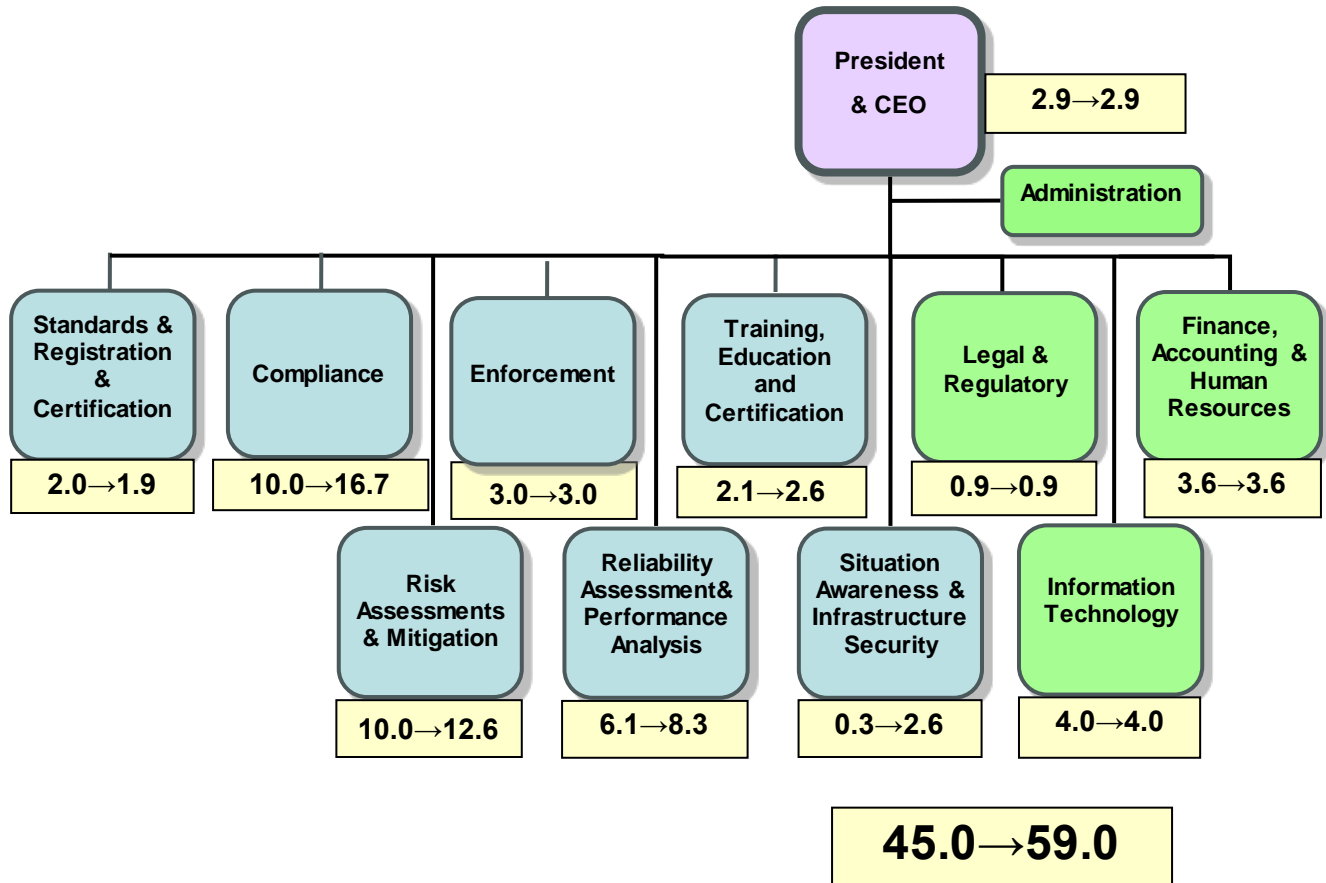 President
& CEO
2.9→2.9
Administration
Standards &
Registration
&
Certification
2.0→1.9
Compliance
10.0→16.7
Enforcement
3.0→3.0
Training,
Education
and
Certification
2.1→2.6
Legal &
Regulatory
0.9→0.9
Finance,
Accounting &
Human
Resources
3.6→3.6
Risk
Assessments
& Mitigation
10.0→12.6
Reliability
Assessment&
Performance
Analysis
6.1→8.3
Situation
Awareness &
Infrastructure
Security
0.3→2.6
Information
Technology
4.0→4.0
45.0→59.0